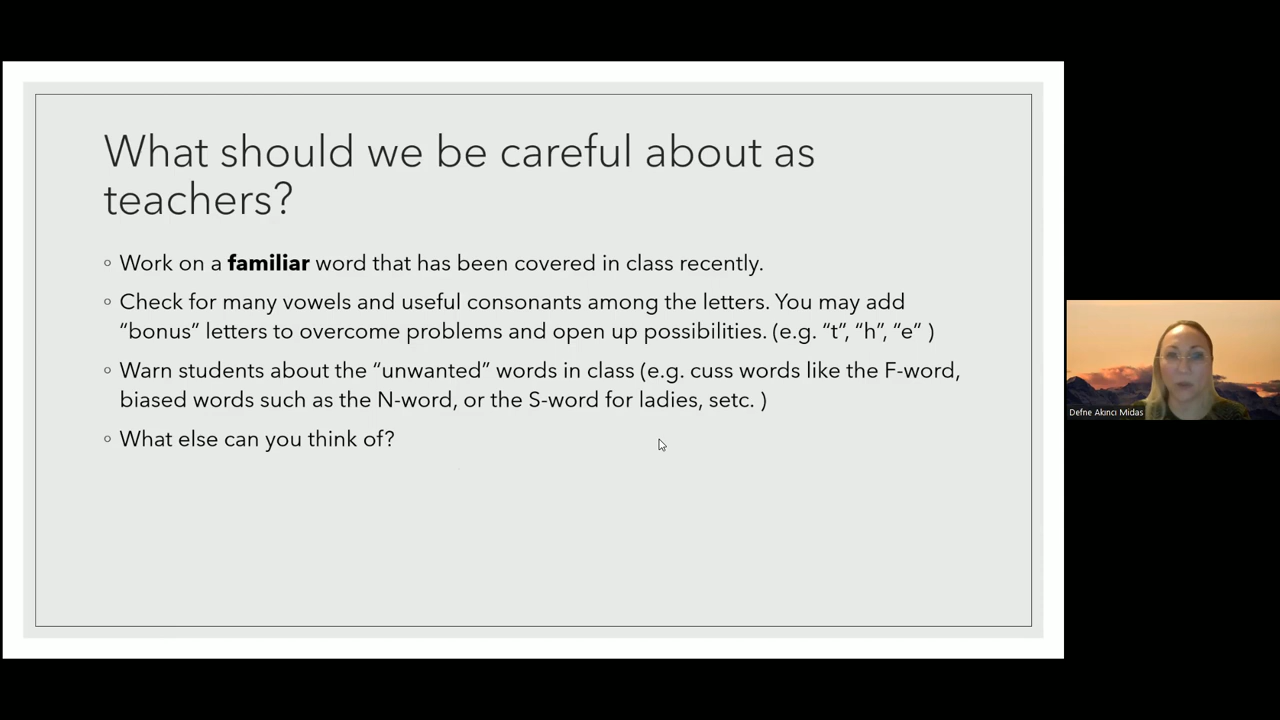 What should we be careful about as
teachers?
◦ Work on a familiar word that has been covered in class recently.
◦ Check for many vowels and useful consonants among the letters. You may add
“bonus” letters to overcome problems and open up possibilities. (e.g. “t”, “h”, “e” )
◦ Warn students about the “unwanted” words in class (e.g. cuss words like the F-word,
biased words such as the N-word, or the S-word for ladies, setc. )
◦ What else can you think of?
Defne Akıncı Midas